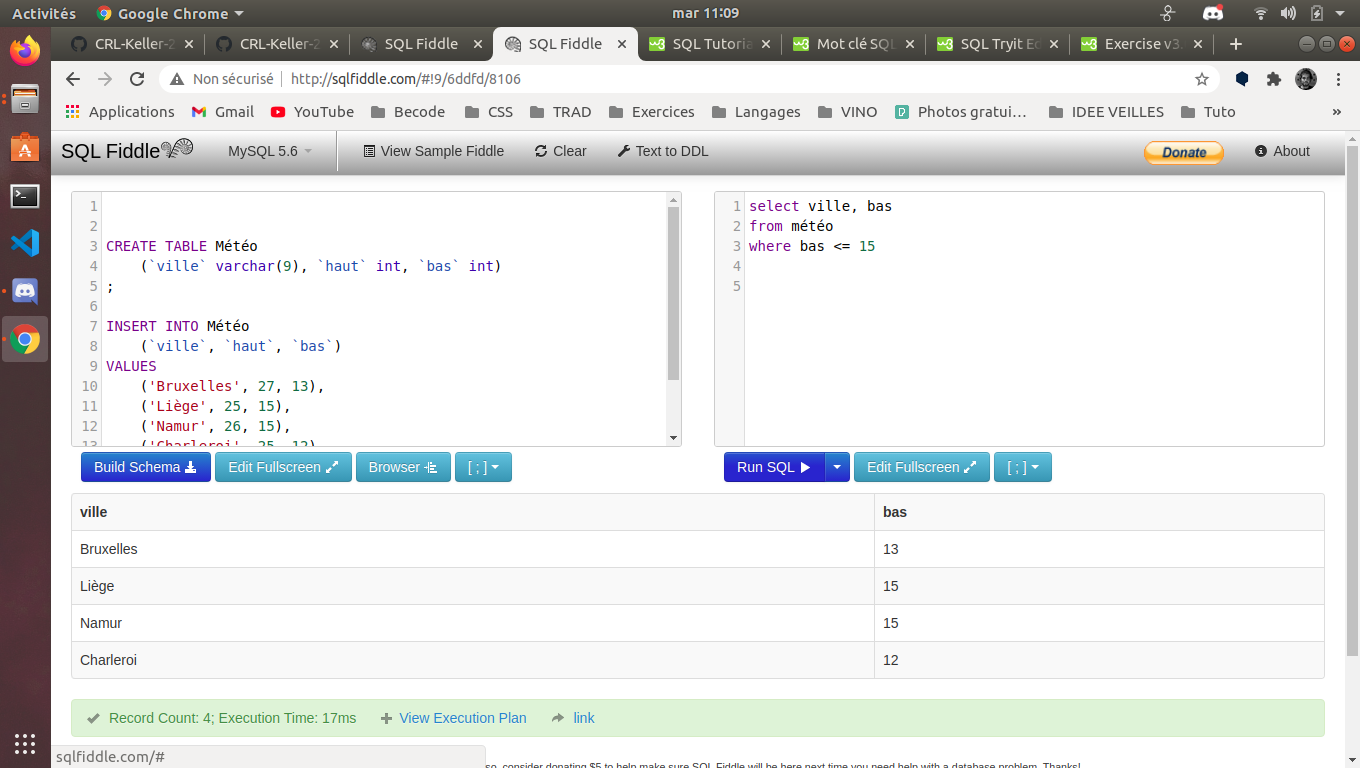 Activités Google Chrome mar 11:09
CRL-Keller-2 CRL-Keller-2 SQL Fiddle SQL Fiddle SQL Tutoria Mot clé SQL SQL Tryit Ed Exercise v3.
Non sécurisé http://sqlfiddle.com/#!9/6ddfd/8106
Applications Gmail YouTube Becode CSS TRAD Exercices Langages VINO Photos gratui… IDEE VEILLES Tuto »
SQL Fiddle MySQL 5.6 View Sample Fiddle Clear Text to DDL Donate About
1
2
3 CREATE TABLE Météo
4 (`ville` varchar(9), `haut` int, `bas` int)
5 ;
6
7 INSERT INTO Météo
8 (`ville`, `haut`, `bas`)
9 VALUES
10 ('Bruxelles', 27, 13),
11 ('Liège', 25, 15),
12 ('Namur', 26, 15),
13 ('Charleroi', 25, 12)
1 select ville, bas
2 from météo
3 where bas <= 15
4
5
Build Schema Edit Fullscreen Browser [ ; ]
Run SQL Edit Fullscreen [ ; ]
ville bas
Bruxelles 13
Liège 15
Namur 15
Charleroi 12
Record Count: 4; Execution Time: 17ms View Execution Plan link
sqlfiddle.com/#
so, consider donating $5 to help make sure SQL Fiddle will be here next time you need help with a database problem. Thanks!